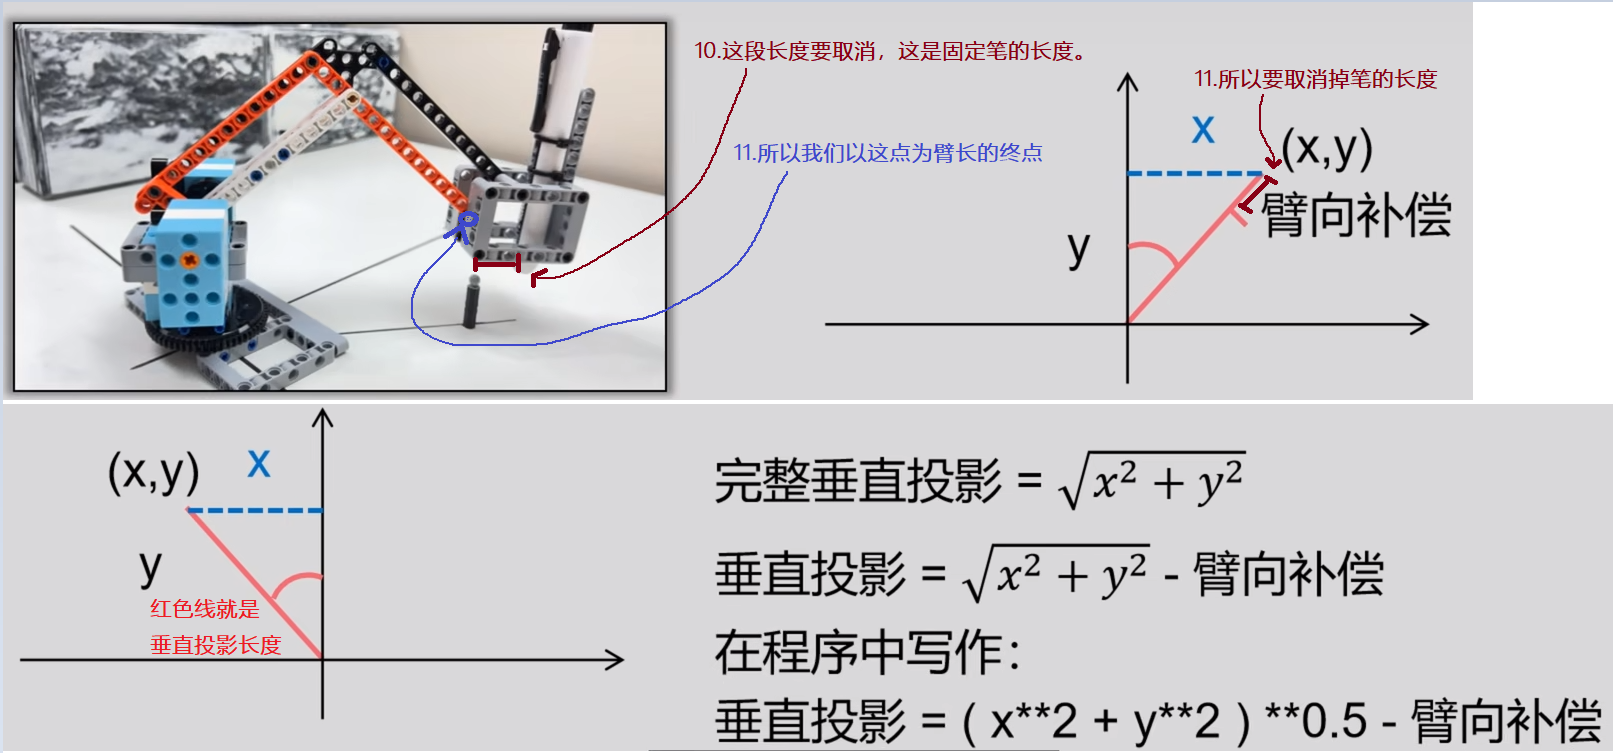 10.这段长度要取消，这是固定笔的长度。
11.所以我们以这点为臂长的终点
11.所以要取消掉笔的长度
x
(x,y)
臂向补偿
y
(x,y)
x
y
红色线就是
垂直投影长度
完整垂直投影 = √x² + y²
垂直投影 = √x² + y² - 臂向补偿
在程序中写作：
垂直投影 = ( x**2 + y**2 ) **0.5 - 臂向补偿